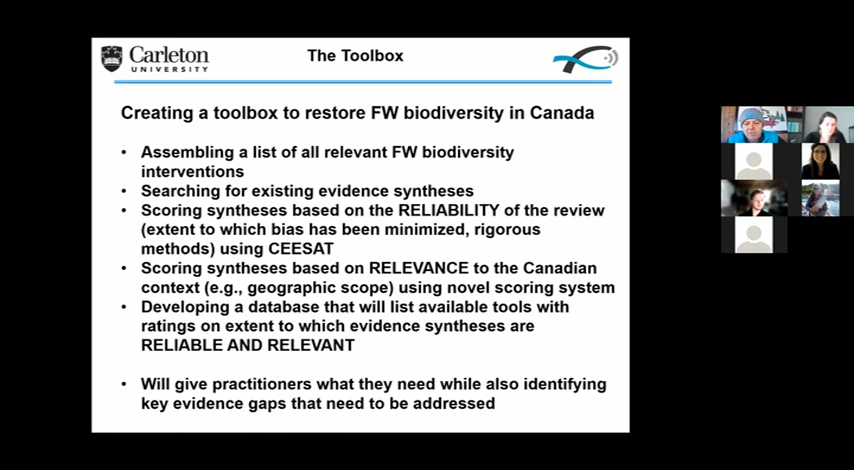 Carleton
UNIVERSITY
The Toolbox
Creating a toolbox to restore FW biodiversity in Canada
• Assembling a list of all relevant FW biodiversity
interventions
• Searching for existing evidence syntheses
• Scoring syntheses based on the RELIABILITY of the review
(extent to which bias has been minimized, rigorous
methods) using CEESAT
• Scoring syntheses based on RELEVANCE to the Canadian
context (e.g., geographic scope) using novel scoring system
• Developing a database that will list available tools with
ratings on extent to which evidence syntheses are
RELIABLE AND RELEVANT
• Will give practitioners what they need while also identifying
key evidence gaps that need to be addressed